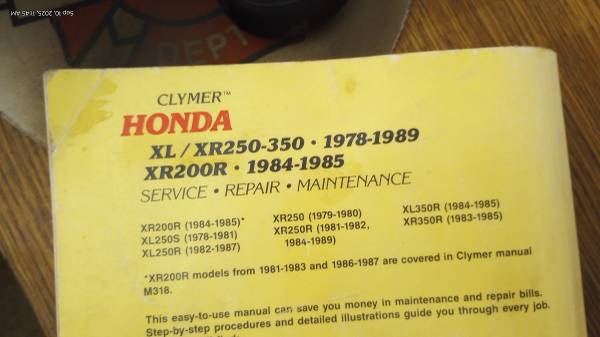 Sep 10, 2025, 11:45 AM
DEPT
CLYMER™
HONDA
XL/XR250-350 • 1978-1989
XR200R • 1984-1985
SERVICE • REPAIR • MAINTENANCE
XR200R (1984-1985)*
XL250S (1978-1981)
XL250R (1982-1987)
XR250 (1979-1980)
XR250R (1981-1982,
1984-1989)
XL350R (1984-1985)
XR350R (1983-1985)
*XR200R models from 1981-1983 and 1986-1987 are covered in Clymer manual
M318.
This easy-to-use manual can save you money in maintenance and repair bills.
Step-by-step procedures and detailed illustrations guide you through every job.